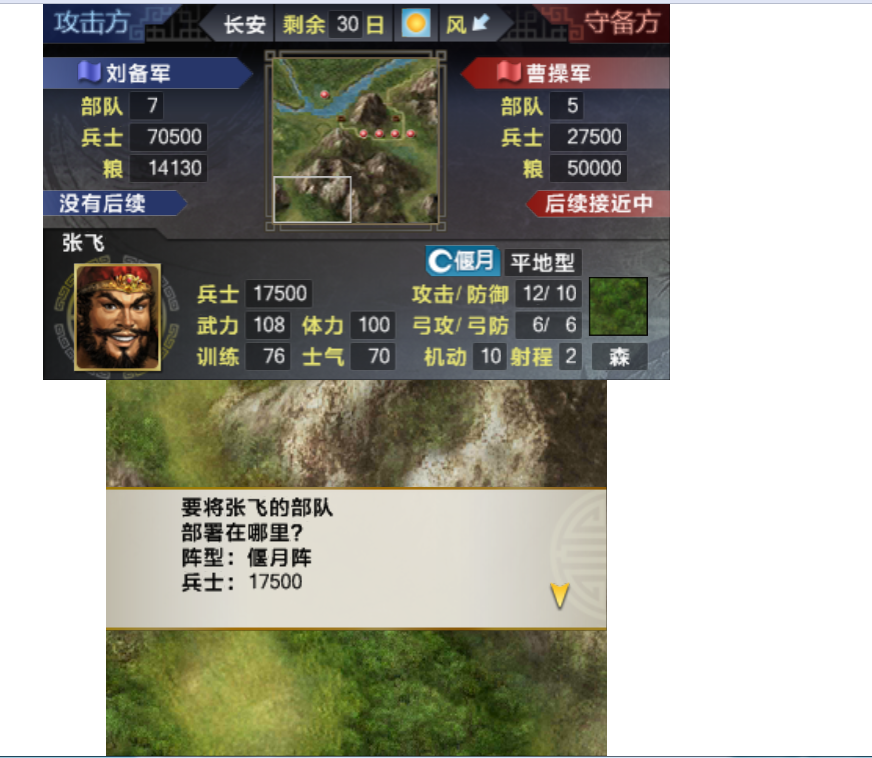 攻击方 长安 剩余 30 日 风 守备方
刘备军 曹操军
部队 7 部队 5
兵士 70500 兵士 27500
粮 14130 粮 50000
没有后续 后续接近中
张飞
偃月 平地型
兵士 17500 攻击/防御 12/ 10
武力 108 体力 100 弓攻/弓防 6/ 6
训练 76 士气 70 机动 10 射程 2 森
要将张飞的部队
部署在哪里?
阵型：偃月阵
兵士：17500